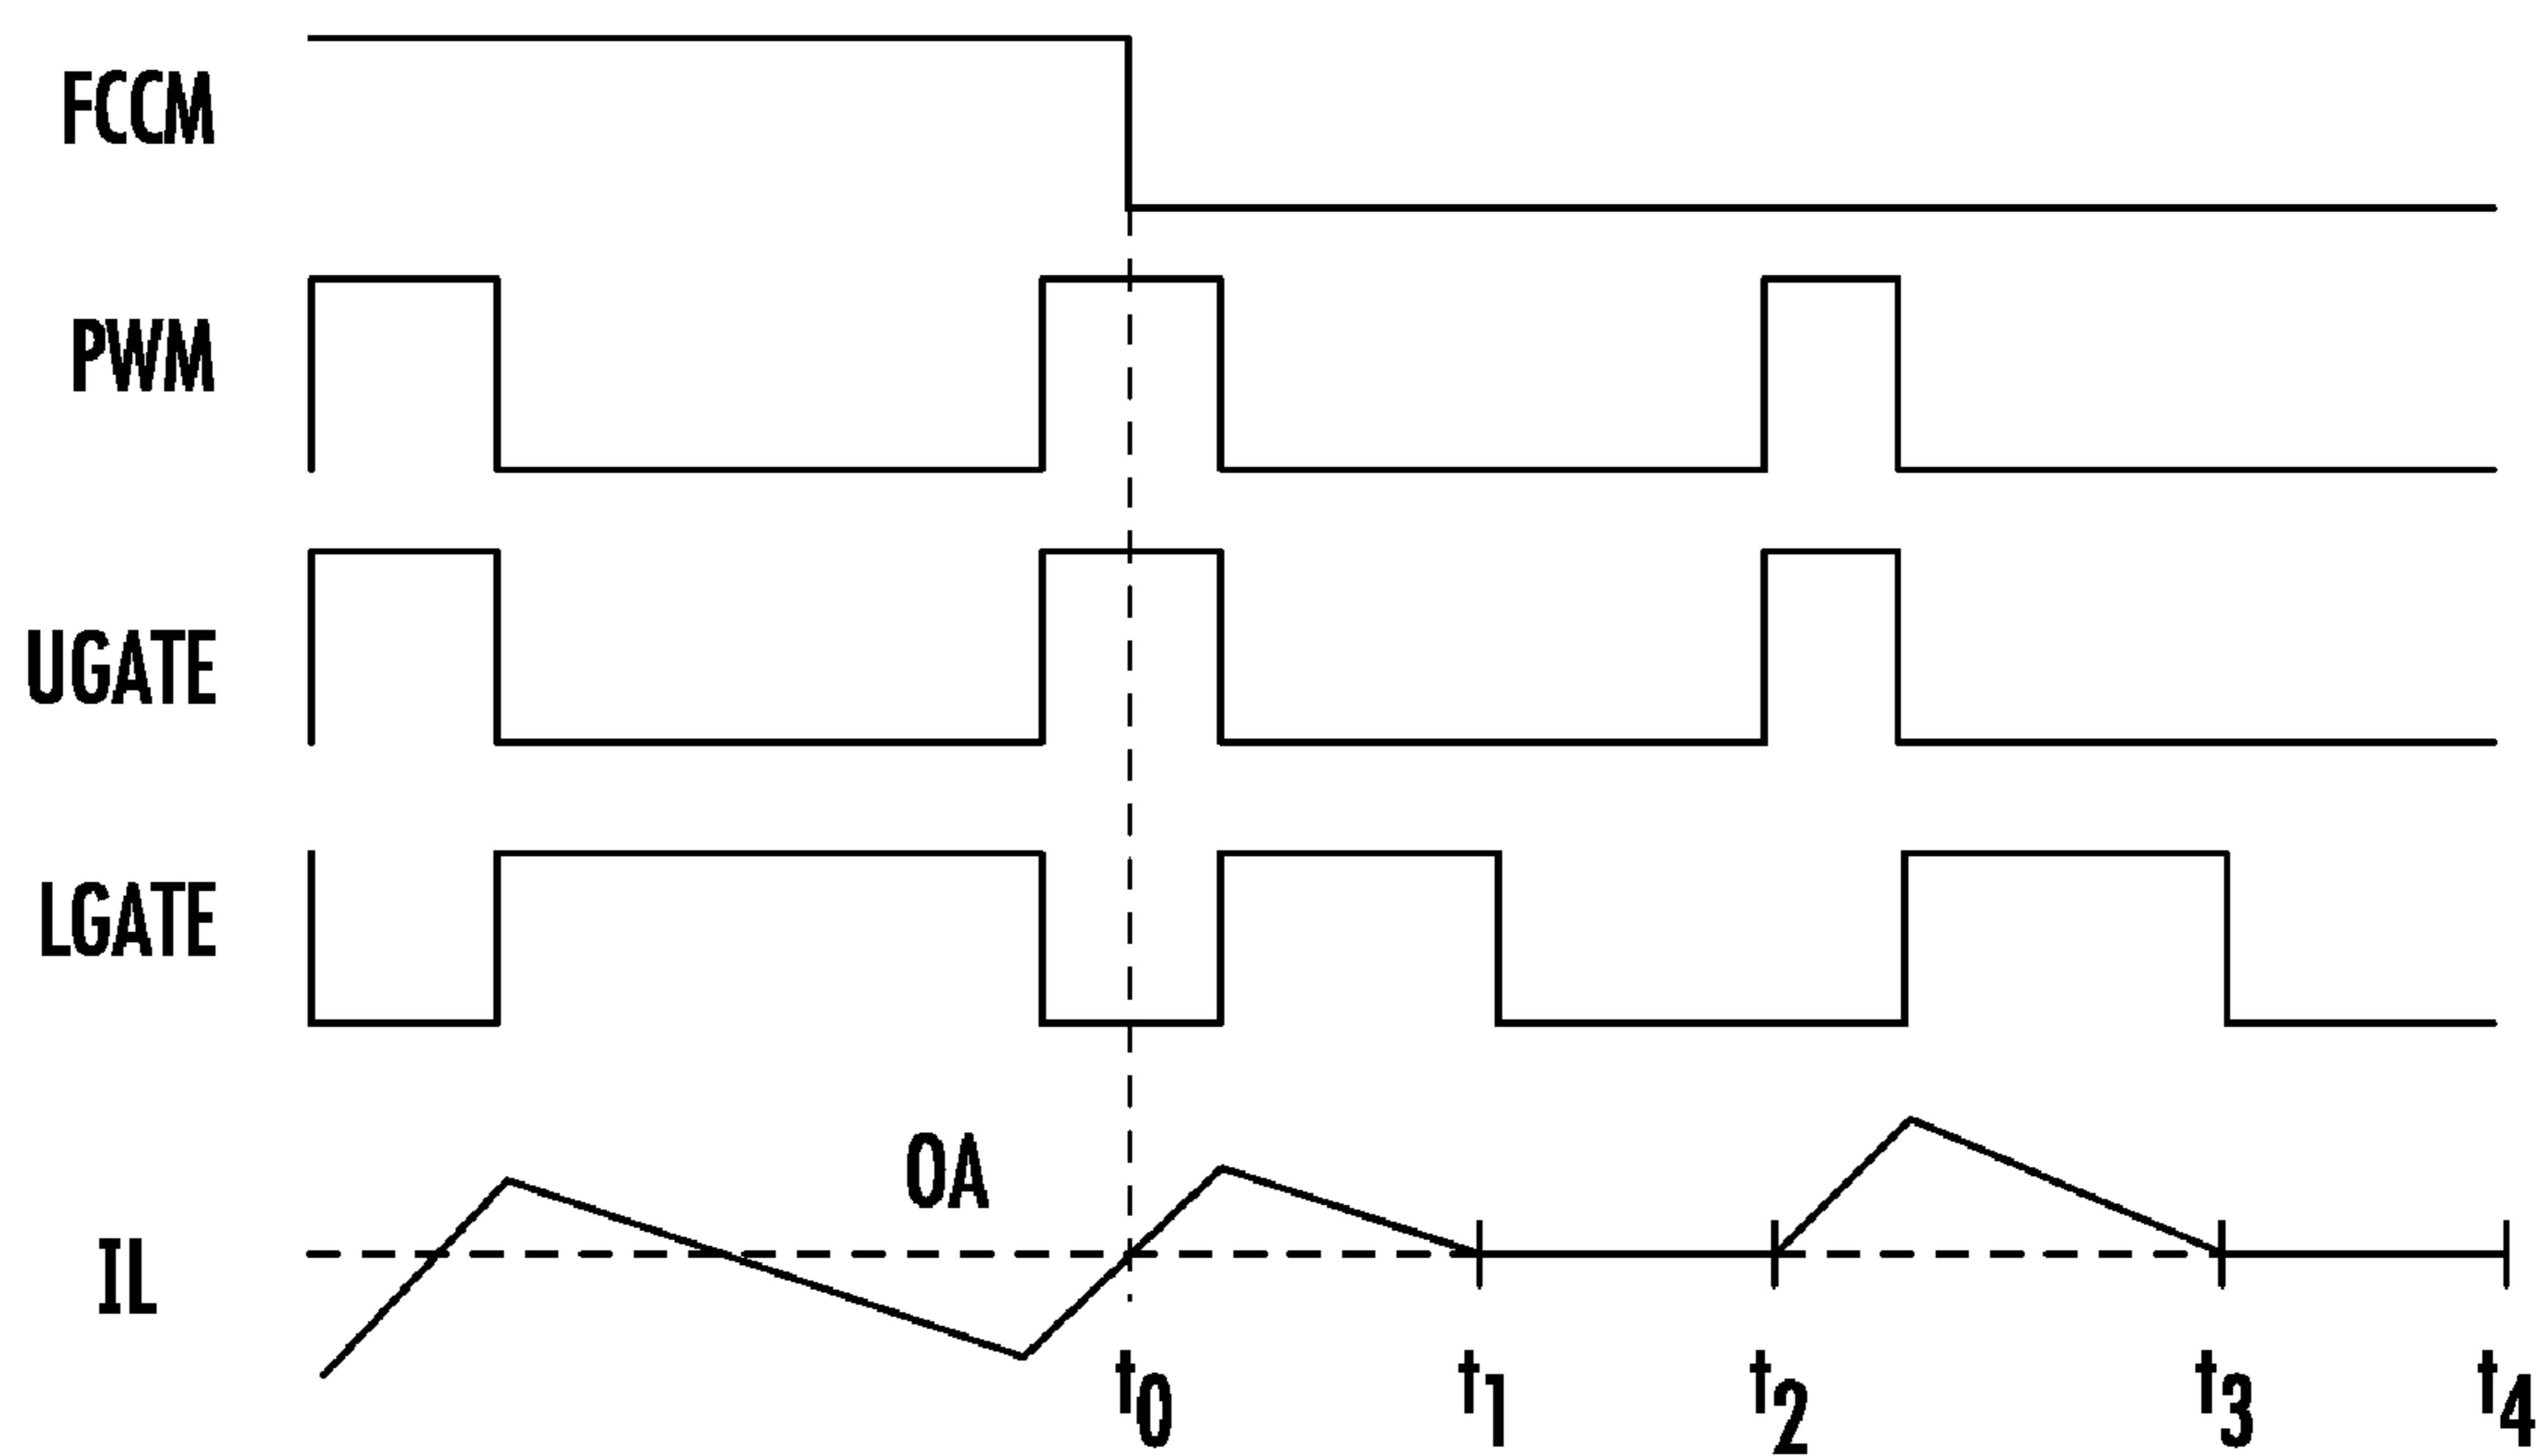 FCCM
PWM
UGATE
LGATE
0A
IL
t0 t1 t2 t3 t4